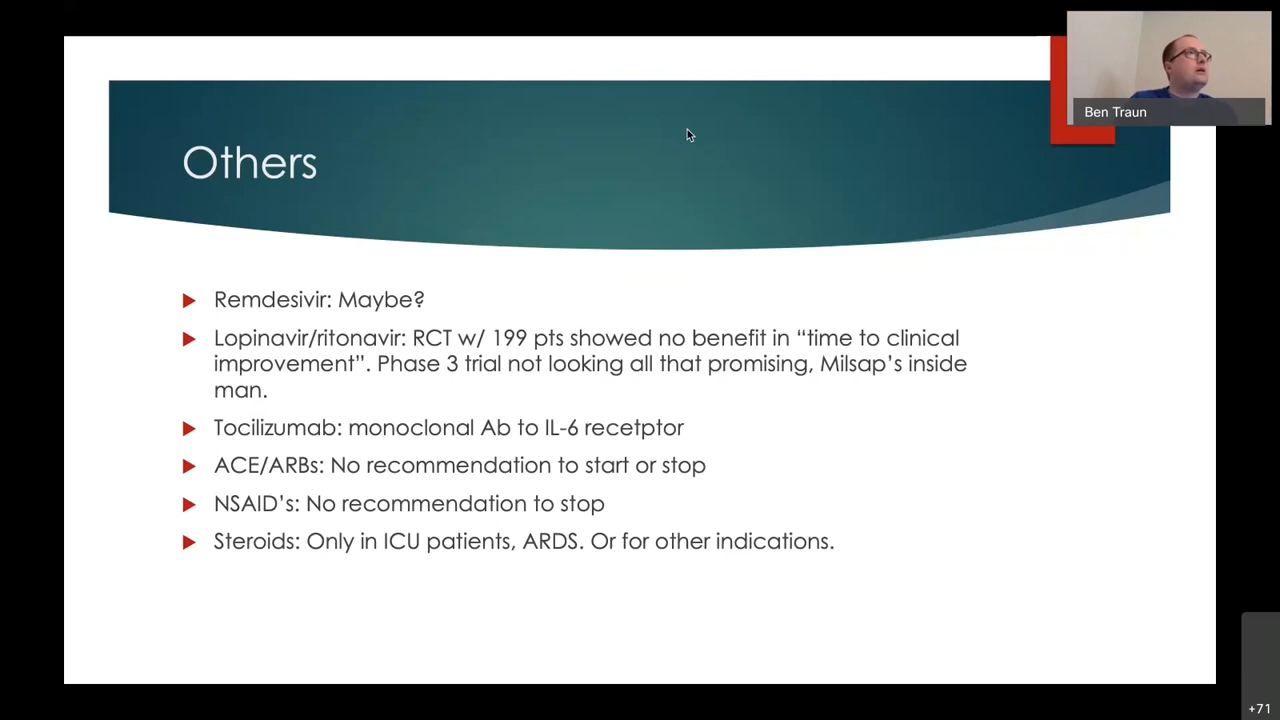 Ben Traun
Others
Remdesivir: Maybe?
Lopinavir/ritonavir: RCT w/ 199 pts showed no benefit in “time to clinical
improvement”. Phase 3 trial not looking all that promising, Milsap’s inside
man.
Tocilizumab: monoclonal Ab to IL-6 recetptor
ACE/ARBs: No recommendation to start or stop
NSAID’s: No recommendation to stop
Steroids: Only in ICU patients, ARDS. Or for other indications.
+71